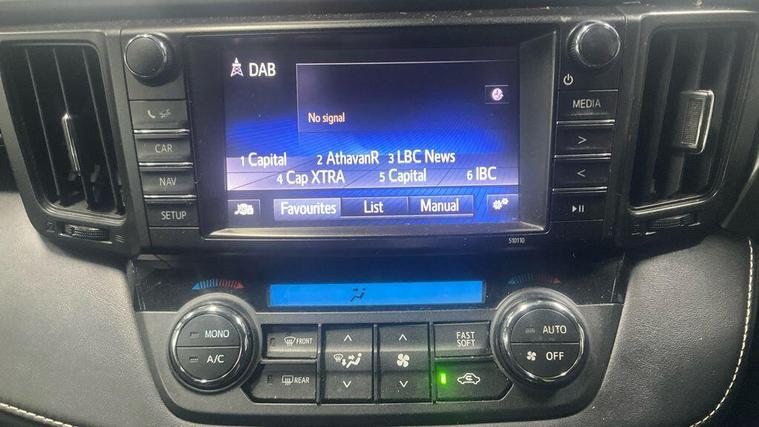 DAB
No signal
1 Capital 2 AthavanR 3 LBC News
4 Cap XTRA 5 Capital 6 IBC
Favourites List Manual
CAR
NAV
SETUP
MEDIA
>
<
510110
MONO
A/C
FRONT
REAR
FAST
SOFT
AUTO
OFF